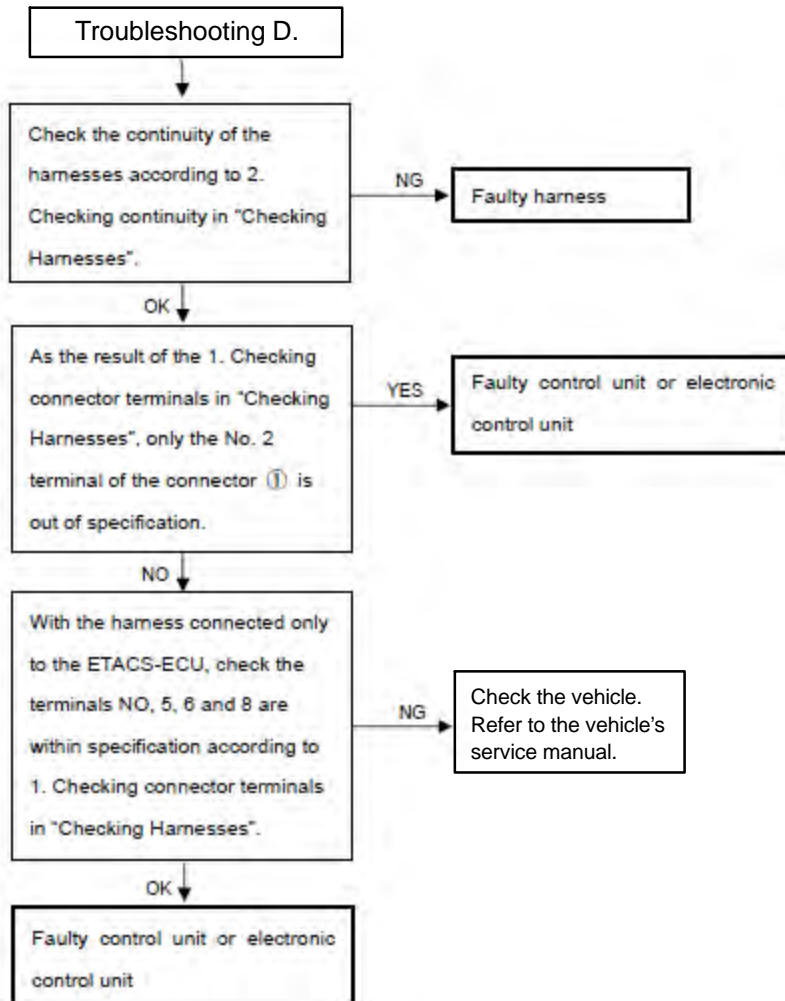 Troubleshooting D.
Check the continuity of the
harnesses according to 2.
Checking continuity in "Checking
Harnesses".
NG
Faulty harness
OK
As the result of the 1. Checking
connector terminals in "Checking
Harnesses", only the No. 2
terminal of the connector ① is
out of specification.
YES
Faulty control unit or electronic
control unit
NO
With the harness connected only
to the ETACS-ECU, check the
terminals NO, 5, 6 and 8 are
within specification according to
1. Checking connector terminals
in "Checking Harnesses".
NG
Check the vehicle.
Refer to the vehicle's
service manual.
OK
Faulty control unit or electronic
control unit